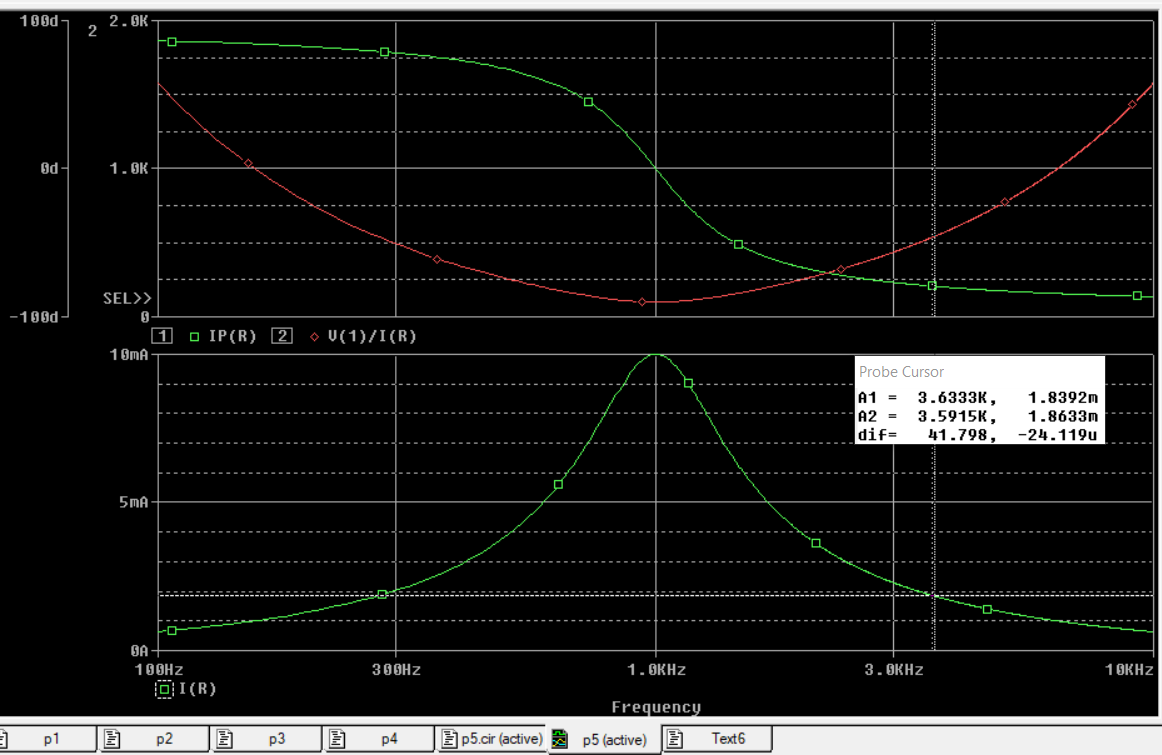 100d 2 2.0K
0d 1.0K
SEL>>
-100d 0
1 IP(R) 2 V(1)/I(R)
10mA
Probe Cursor
A1 = 3.6333K, 1.8392m
A2 = 3.5915K, 1.8633m
dif= 41.798, -24.119u
5mA
0A
100Hz 300Hz 1.0KHz 3.0KHz 10KHz
I(R)
Frequency
p1 p2 p3 p4 p5.cir (active) p5 (active) Text6